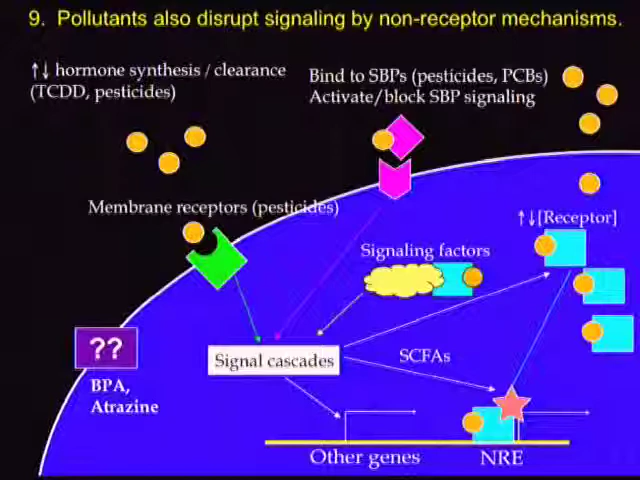 9. Pollutants also disrupt signaling by non-receptor mechanisms.
↑↓ hormone synthesis / clearance
(TCDD, pesticides)
Bind to SBPs (pesticides, PCBs)
Activate/block SBP signaling
Membrane receptors (pesticides)
↑↓[Receptor]
Signaling factors
??
Signal cascades
SCFAs
BPA,
Atrazine
Other genes
NRE